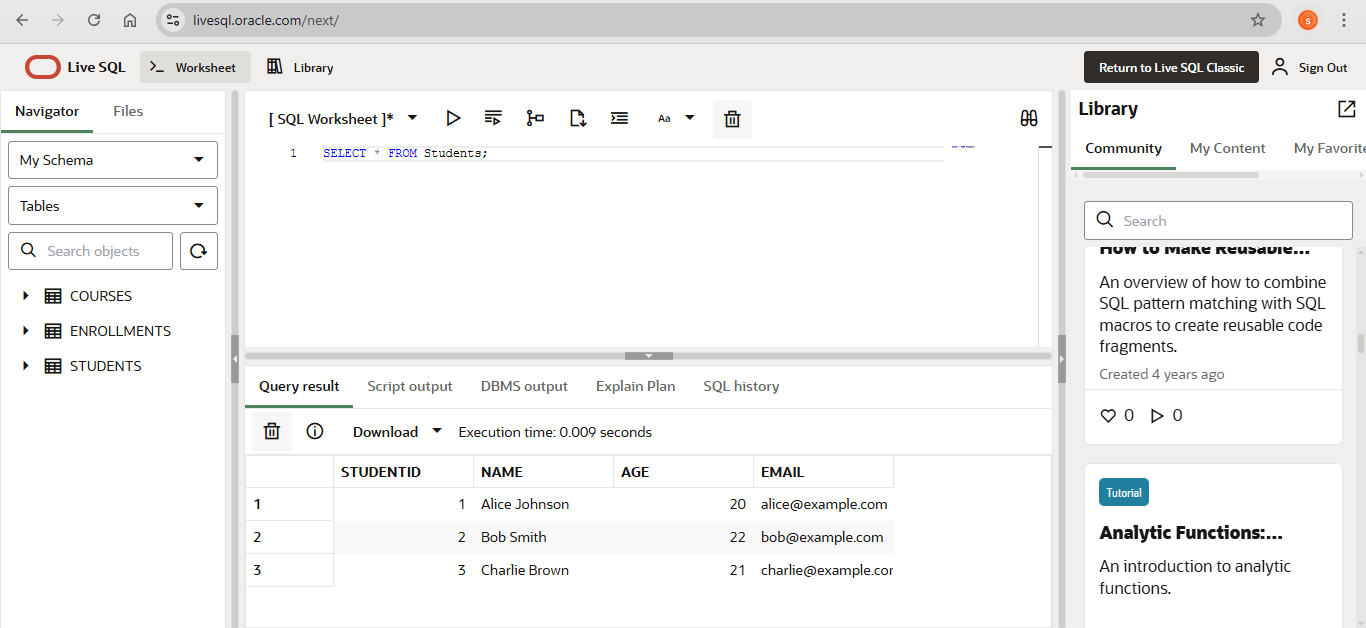 livesql.oracle.com/next/
S
Live SQL
Worksheet
Library
Return to Live SQL Classic
Sign Out
Navigator
Files
My Schema
Tables
Search objects
COURSES
ENROLLMENTS
STUDENTS
[ SQL Worksheet ]*
Aa
1 SELECT * FROM Students;
Query result
Script output
DBMS output
Explain Plan
SQL history
Download
Execution time: 0.009 seconds
STUDENTID NAME AGE EMAIL
1 1 Alice Johnson 20 alice@example.com
2 2 Bob Smith 22 bob@example.com
3 3 Charlie Brown 21 charlie@example.cor
Library
Community
My Content
My Favorite
Search
How to Make Reusable...
An overview of how to combine
SQL pattern matching with SQL
macros to create reusable code
fragments.
Created 4 years ago
0 0
Tutorial
Analytic Functions:...
An introduction to analytic
functions.